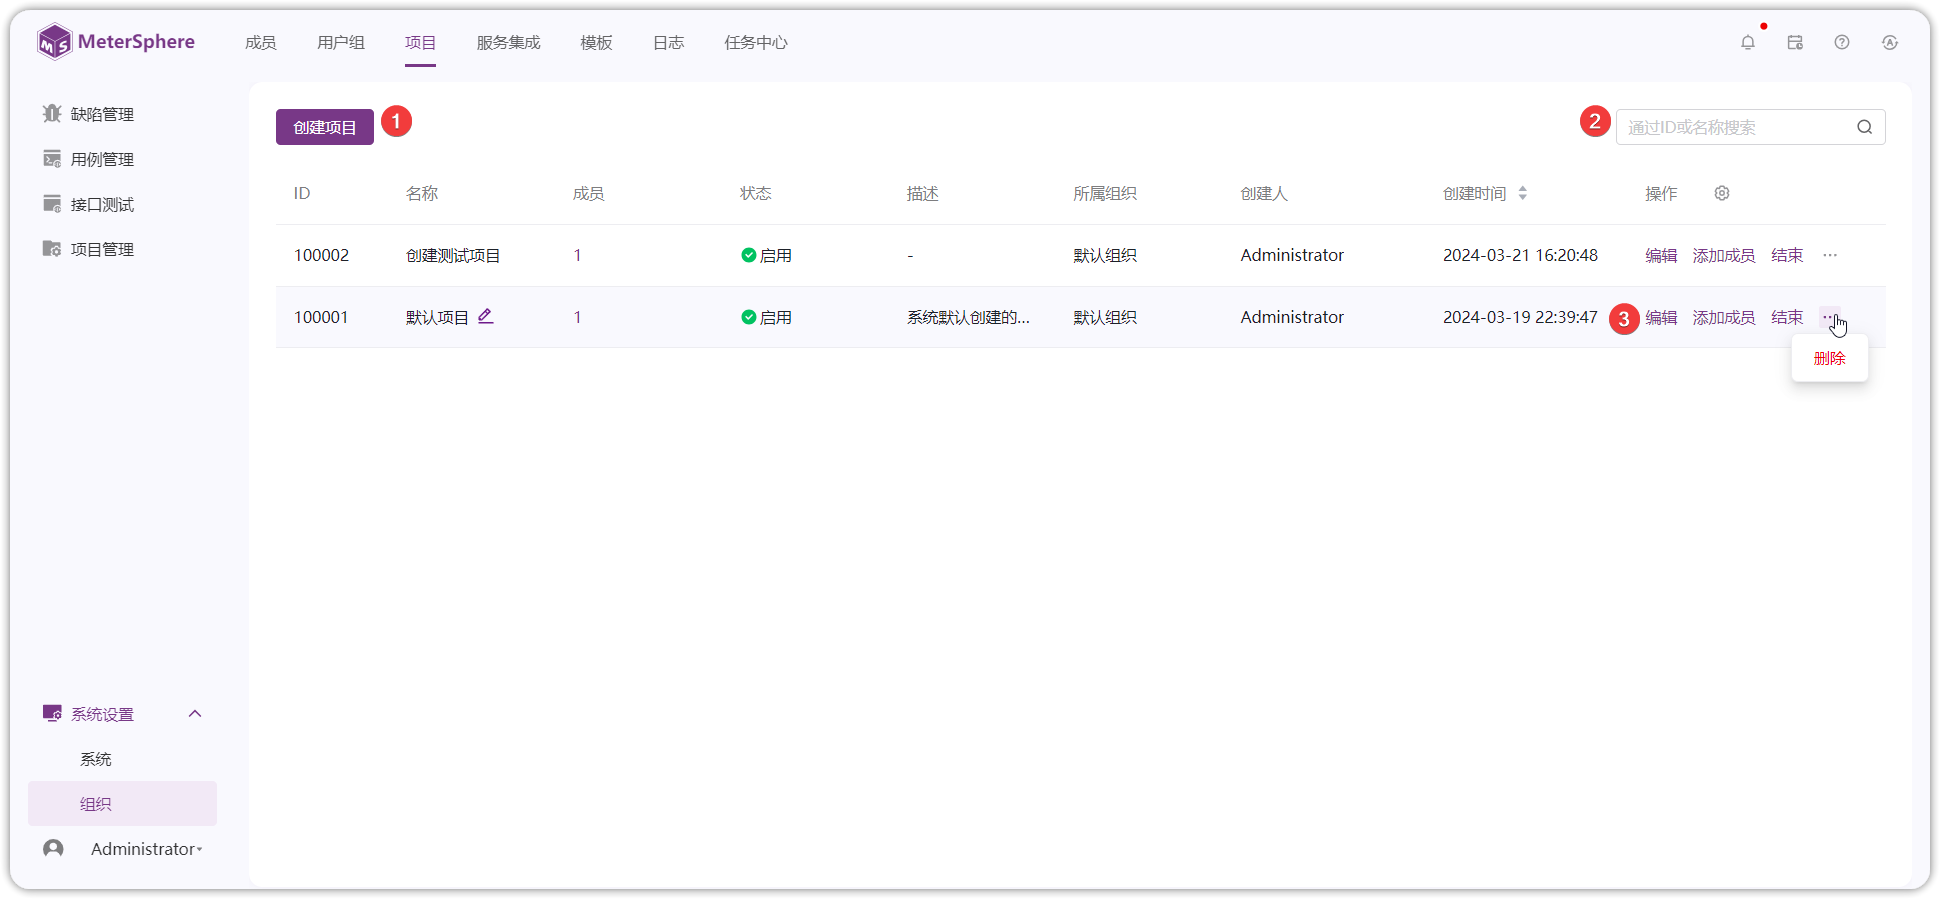 MeterSphere 成员 用户组 项目 服务集成 模板 日志 任务中心
缺陷管理
用例管理
接口测试
项目管理
创建项目 1 2 通过ID或名称搜索
ID 名称 成员 状态 描述 所属组织 创建人 创建时间 操作
100002 创建测试项目 1 启用 - 默认组织 Administrator 2024-03-21 16:20:48 编辑 添加成员 结束 ...
100001 默认项目 1 启用 系统默认创建的... 默认组织 Administrator 2024-03-19 22:39:47 3 编辑 添加成员 结束 ...
删除
系统设置
系统
组织
Administrator